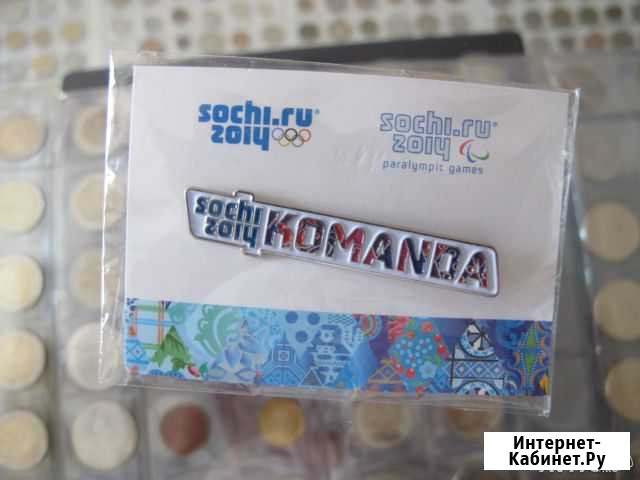 sochi.ru
2014
sochi.ru
2014
paralympic games
sochi
2014
KOMANDA
Интернет-
Кабинет.Ру